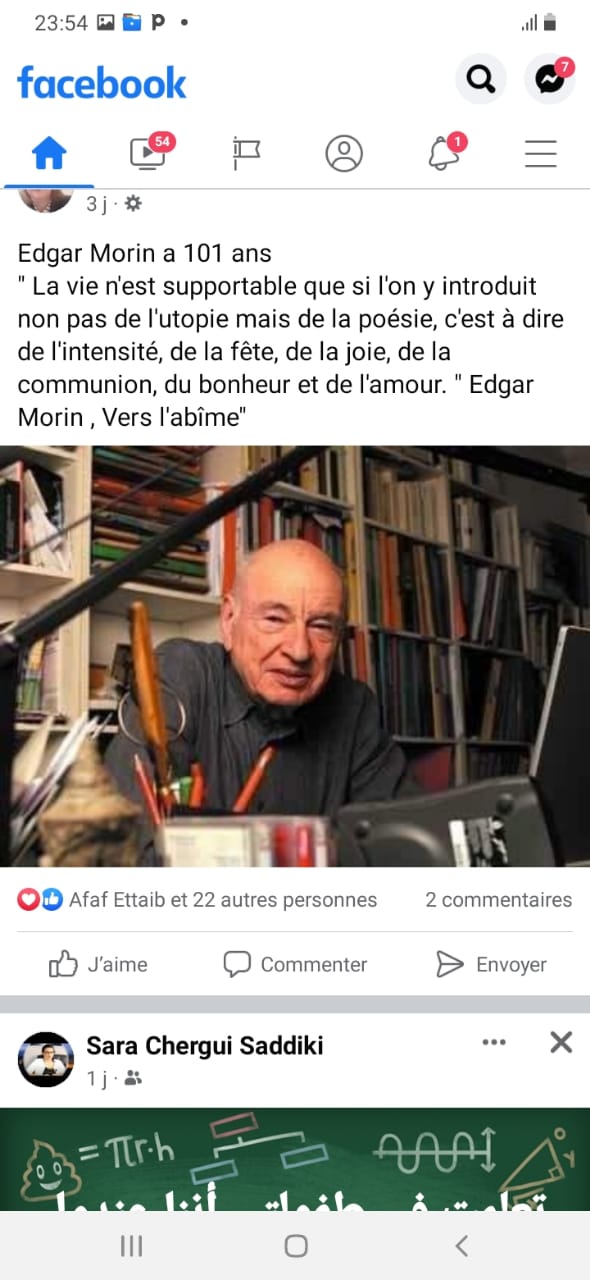 23:54
facebook
7
54
1
3 j
Edgar Morin a 101 ans
" La vie n'est supportable que si l'on y introduit
non pas de l'utopie mais de la poésie, c'est à dire
de l'intensité, de la fête, de la joie, de la
communion, du bonheur et de l'amour. " Edgar
Morin , Vers l'abîme"
Afaf Ettaib et 22 autres personnes
2 commentaires
J'aime
Commenter
Envoyer
Sara Chergui Saddiki
1 j
= πr·h